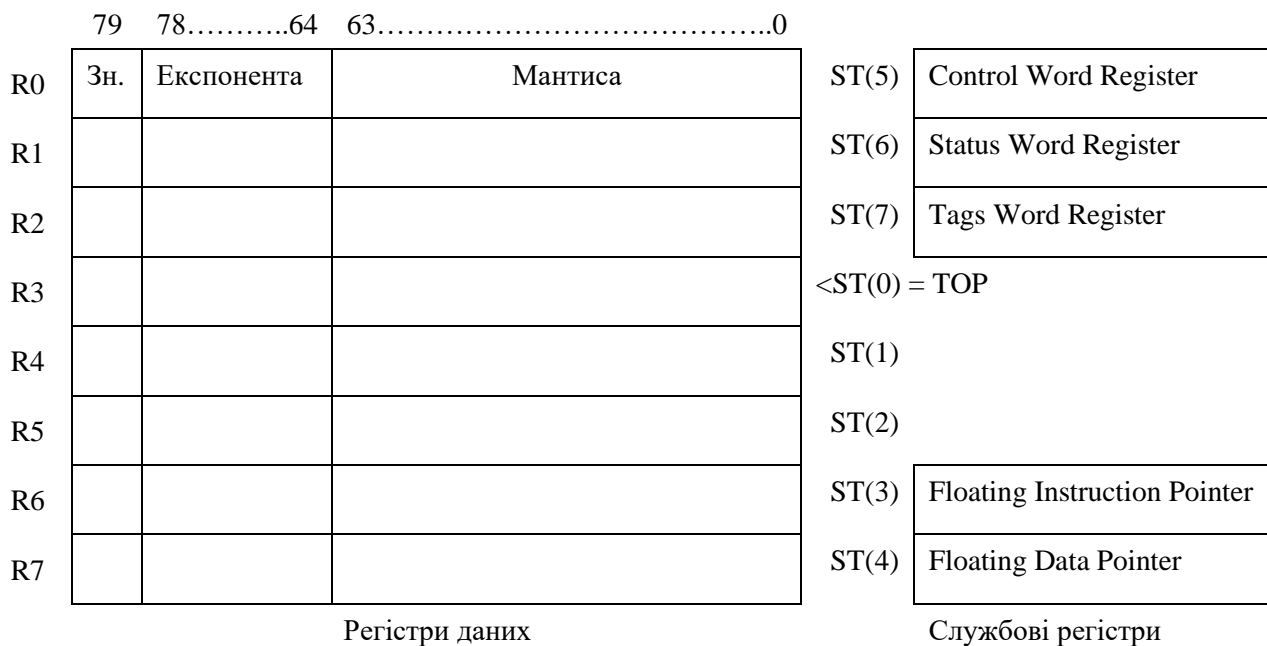 79 78………..64 63…………………………………..0
R0 Зн. Експонента Мантиса ST(5) Control Word Register
R1 ST(6) Status Word Register
R2 ST(7) Tags Word Register
R3 <ST(0) = TOP
R4 ST(1)
R5 ST(2)
R6 ST(3) Floating Instruction Pointer
R7 ST(4) Floating Data Pointer
Регістри даних Службові регістри